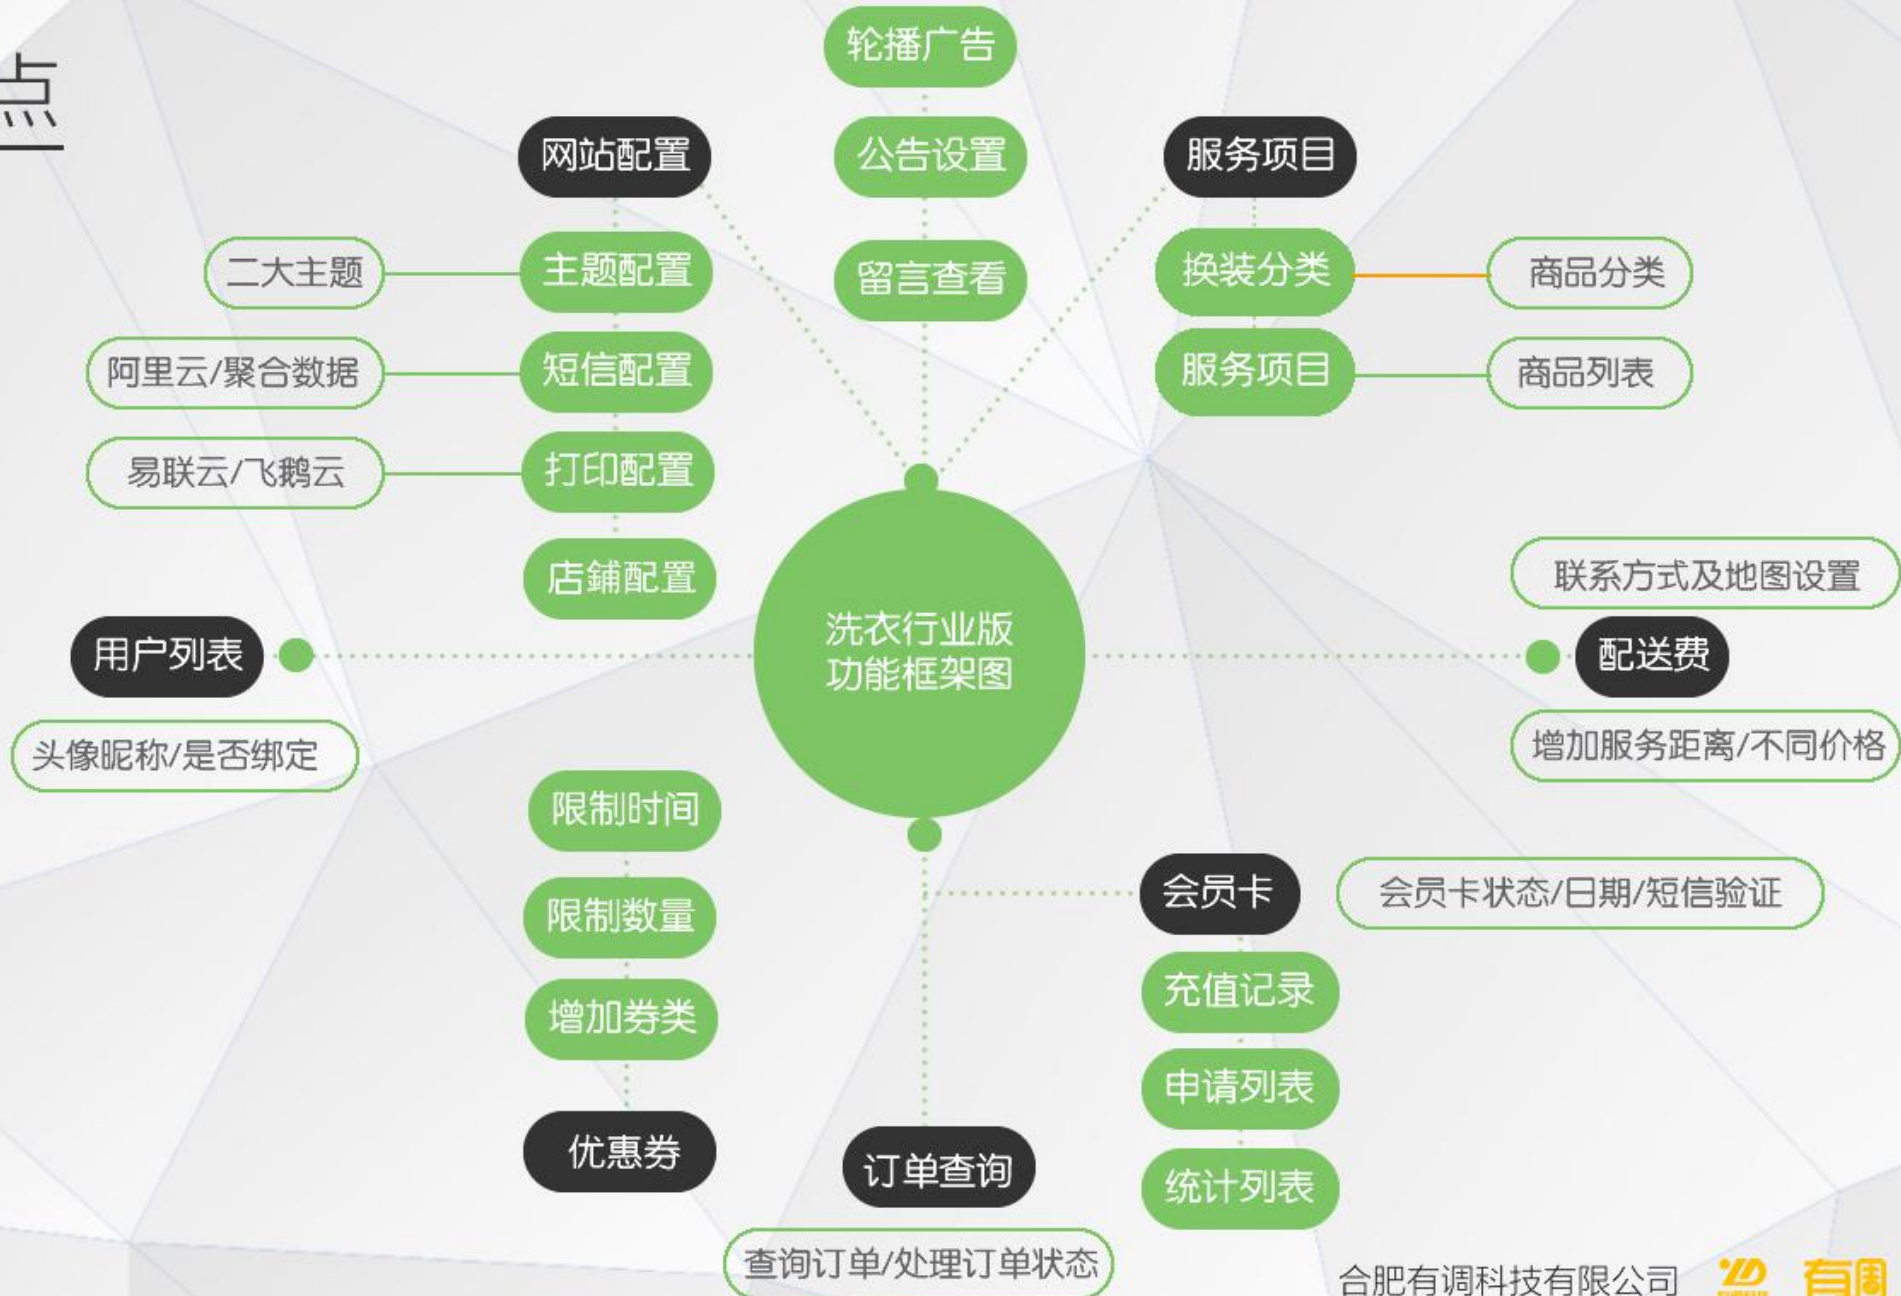 点
轮播广告
网站配置
公告设置
服务项目
二大主题
主题配置
留言查看
换装分类
商品分类
阿里云/聚合数据
短信配置
服务项目
商品列表
易联云/飞鹅云
打印配置
店鋪配置
联系方式及地图设置
用户列表
洗衣行业版
功能框架图
配送费
头像昵称/是否绑定
增加服务距离/不同价格
限制时间
限制数量
会员卡
会员卡状态/日期/短信验证
增加券类
充值记录
申请列表
优惠券
订单查询
统计列表
查询订单/处理订单状态
合肥有调科技有限公司